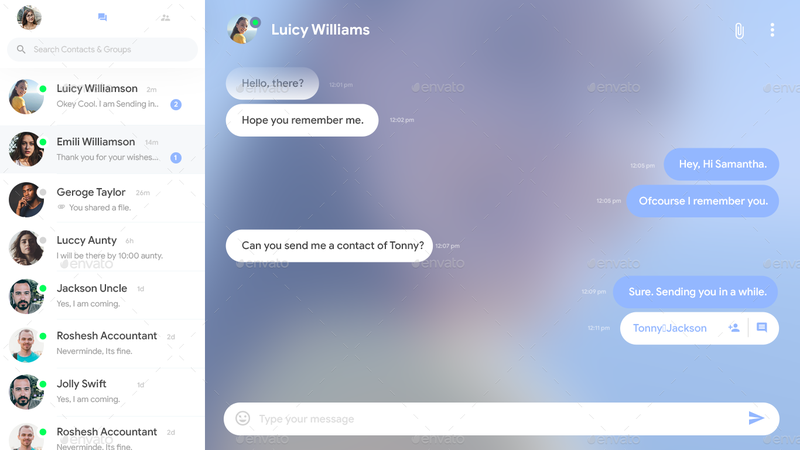 Search Contacts & Groups
Luicy Williamson 2m
Okey Cool. I am Sending in.. 2
Emili Williamson 14m
Thank you for your wishes... 1
Geroge Taylor 26m
You shared a file.
Luccy Aunty 6h
I will be there by 10:00 aunty.
Jackson Uncle 1d
Yes, I am coming.
Roshesh Accountant 2d
Neverminde, Its fine.
Jolly Swift 1d
Yes, I am coming.
Roshesh Accountant 2d
Neverminde, Its fine.
Luicy Williams
Hello, there? 12:01 pm
Hope you remember me. 12:02 pm
12:05 pm Hey, Hi Samantha.
12:05 pm Ofcourse I remember you.
Can you send me a contact of Tonny? 12:07 pm
12:09 pm Sure. Sending you in a while.
12:11 pm Tonny Jackson
Type your message
envato
envato
envato
envato
envato
envato
envato
envato
envato
envato